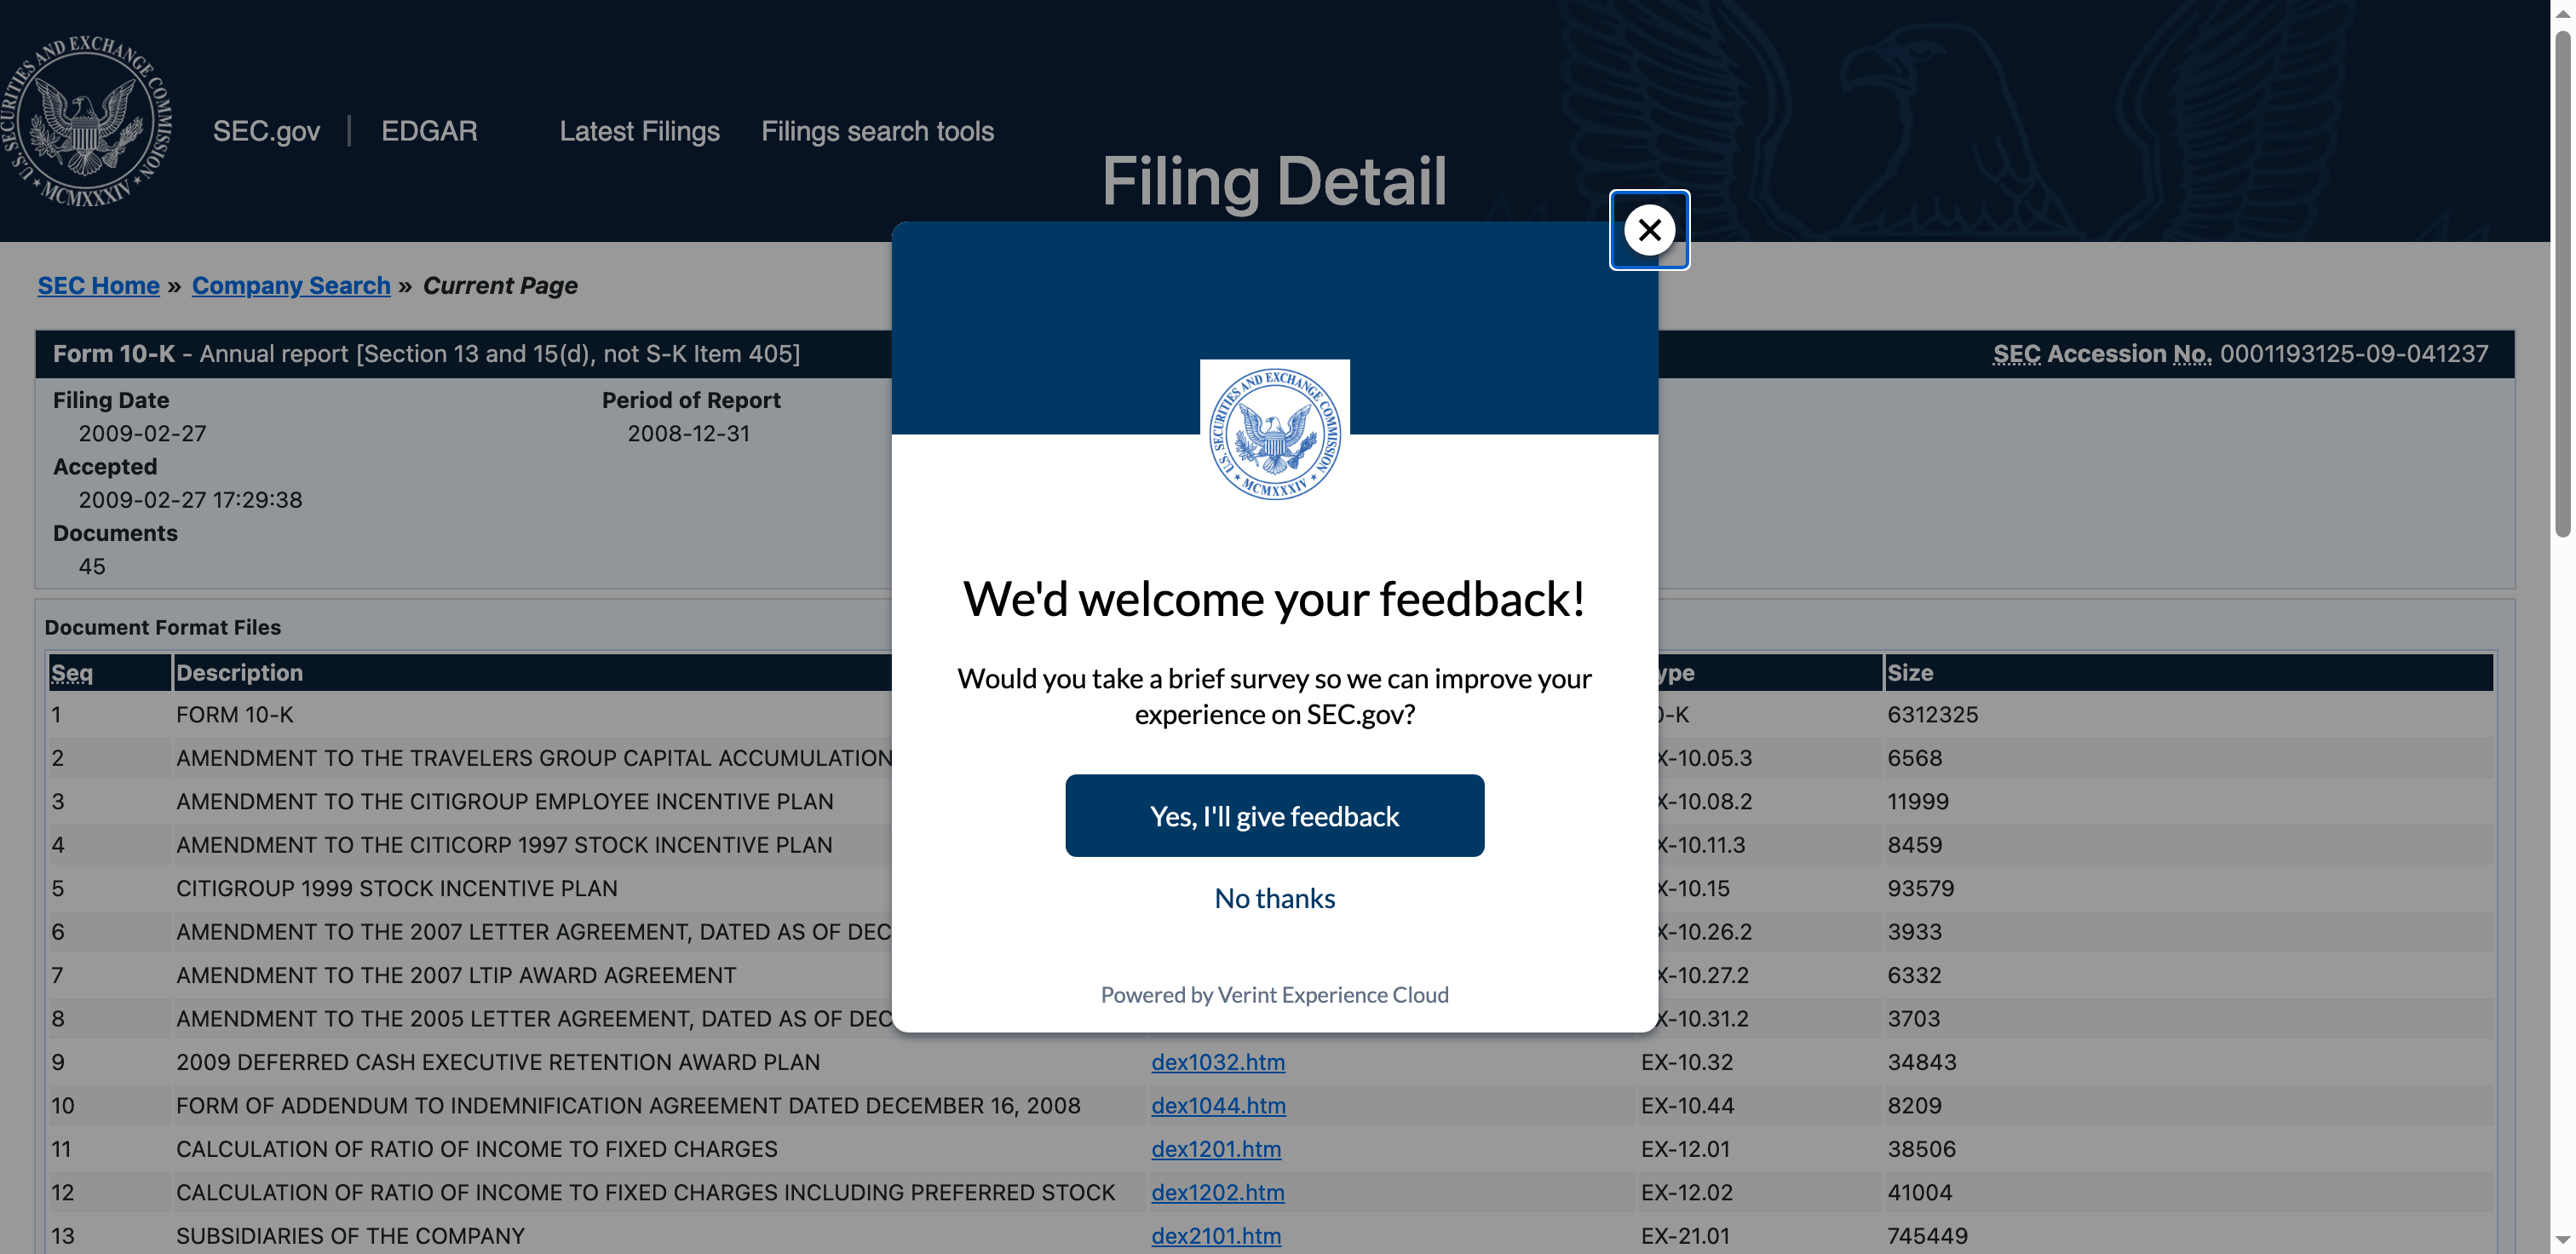 U.S. SECURITIES AND EXCHANGE COMMISSION
MCMXXXIV
SEC.gov | EDGAR Latest Filings Filings search tools
Filing Detail
SEC Home » Company Search » Current Page
Form 10-K - Annual report [Section 13 and 15(d), not S-K Item 405] SEC Accession No. 0001193125-09-041237
Filing Date Period of Report
2009-02-27 2008-12-31
Accepted
2009-02-27 17:29:38
Documents
45
Document Format Files
Seq Description ype Size
1 FORM 10-K 0-K 6312325
2 AMENDMENT TO THE TRAVELERS GROUP CAPITAL ACCUMULATION X-10.05.3 6568
3 AMENDMENT TO THE CITIGROUP EMPLOYEE INCENTIVE PLAN X-10.08.2 11999
4 AMENDMENT TO THE CITICORP 1997 STOCK INCENTIVE PLAN X-10.11.3 8459
5 CITIGROUP 1999 STOCK INCENTIVE PLAN X-10.15 93579
6 AMENDMENT TO THE 2007 LETTER AGREEMENT, DATED AS OF DEC X-10.26.2 3933
7 AMENDMENT TO THE 2007 LTIP AWARD AGREEMENT X-10.27.2 6332
8 AMENDMENT TO THE 2005 LETTER AGREEMENT, DATED AS OF DEC X-10.31.2 3703
9 2009 DEFERRED CASH EXECUTIVE RETENTION AWARD PLAN dex1032.htm EX-10.32 34843
10 FORM OF ADDENDUM TO INDEMNIFICATION AGREEMENT DATED DECEMBER 16, 2008 dex1044.htm EX-10.44 8209
11 CALCULATION OF RATIO OF INCOME TO FIXED CHARGES dex1201.htm EX-12.01 38506
12 CALCULATION OF RATIO OF INCOME TO FIXED CHARGES INCLUDING PREFERRED STOCK dex1202.htm EX-12.02 41004
13 SUBSIDIARIES OF THE COMPANY dex2101.htm EX-21.01 745449
U.S. SECURITIES AND EXCHANGE COMMISSION
MCMXXXIV
We'd welcome your feedback!
Would you take a brief survey so we can improve your
experience on SEC.gov?
Yes, I'll give feedback
No thanks
Powered by Verint Experience Cloud